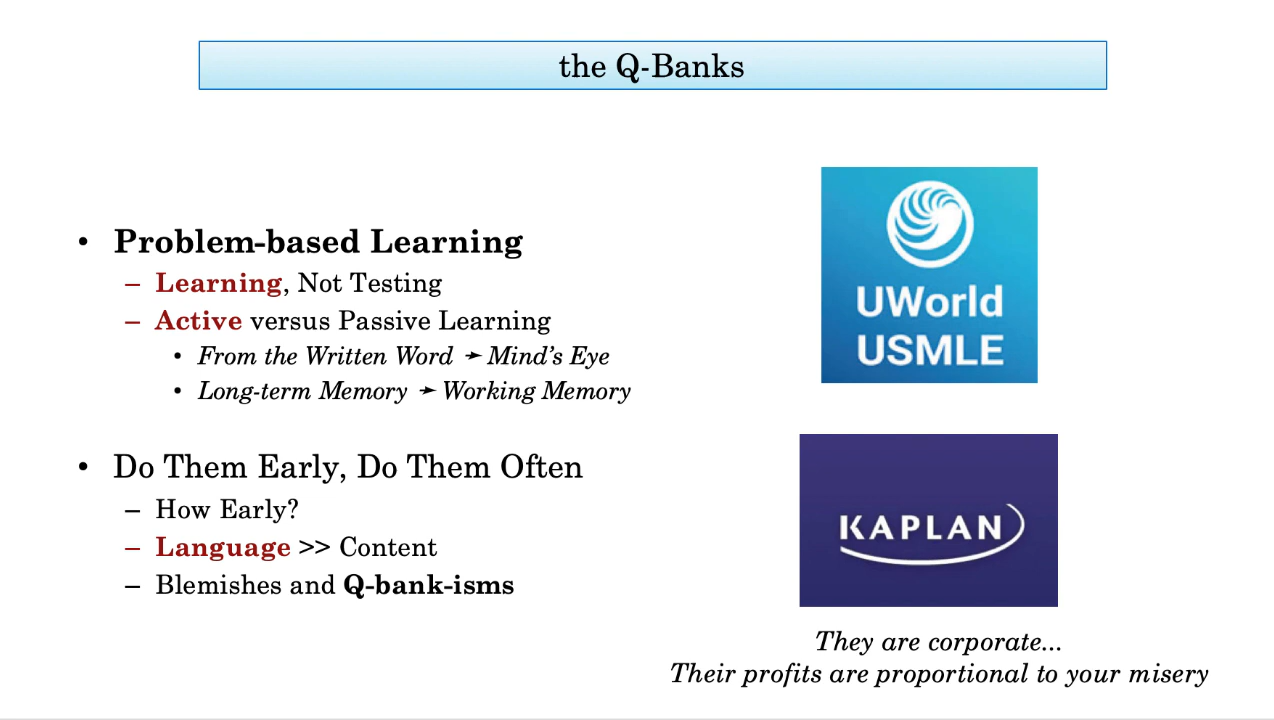 the Q-Banks
• Problem-based Learning
– Learning, Not Testing
– Active versus Passive Learning
• From the Written Word ➛ Mind’s Eye
• Long-term Memory ➛ Working Memory
• Do Them Early, Do Them Often
– How Early?
– Language >> Content
– Blemishes and Q-bank-isms
UWorld
USMLE
KAPLAN
They are corporate...
Their profits are proportional to your misery